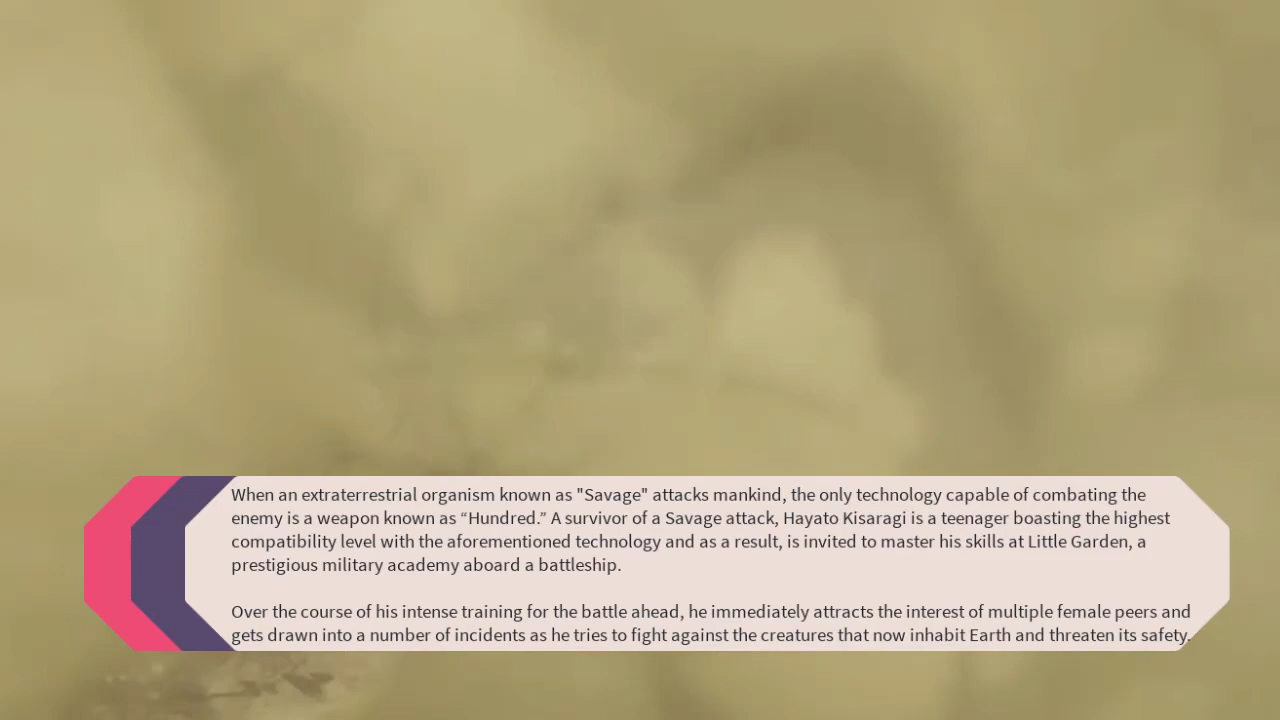 When an extraterrestrial organism known as "Savage" attacks mankind, the only technology capable of combating the
enemy is a weapon known as “Hundred.” A survivor of a Savage attack, Hayato Kisaragi is a teenager boasting the highest
compatibility level with the aforementioned technology and as a result, is invited to master his skills at Little Garden, a
prestigious military academy aboard a battleship.
Over the course of his intense training for the battle ahead, he immediately attracts the interest of multiple female peers and
gets drawn into a number of incidents as he tries to fight against the creatures that now inhabit Earth and threaten its safety.